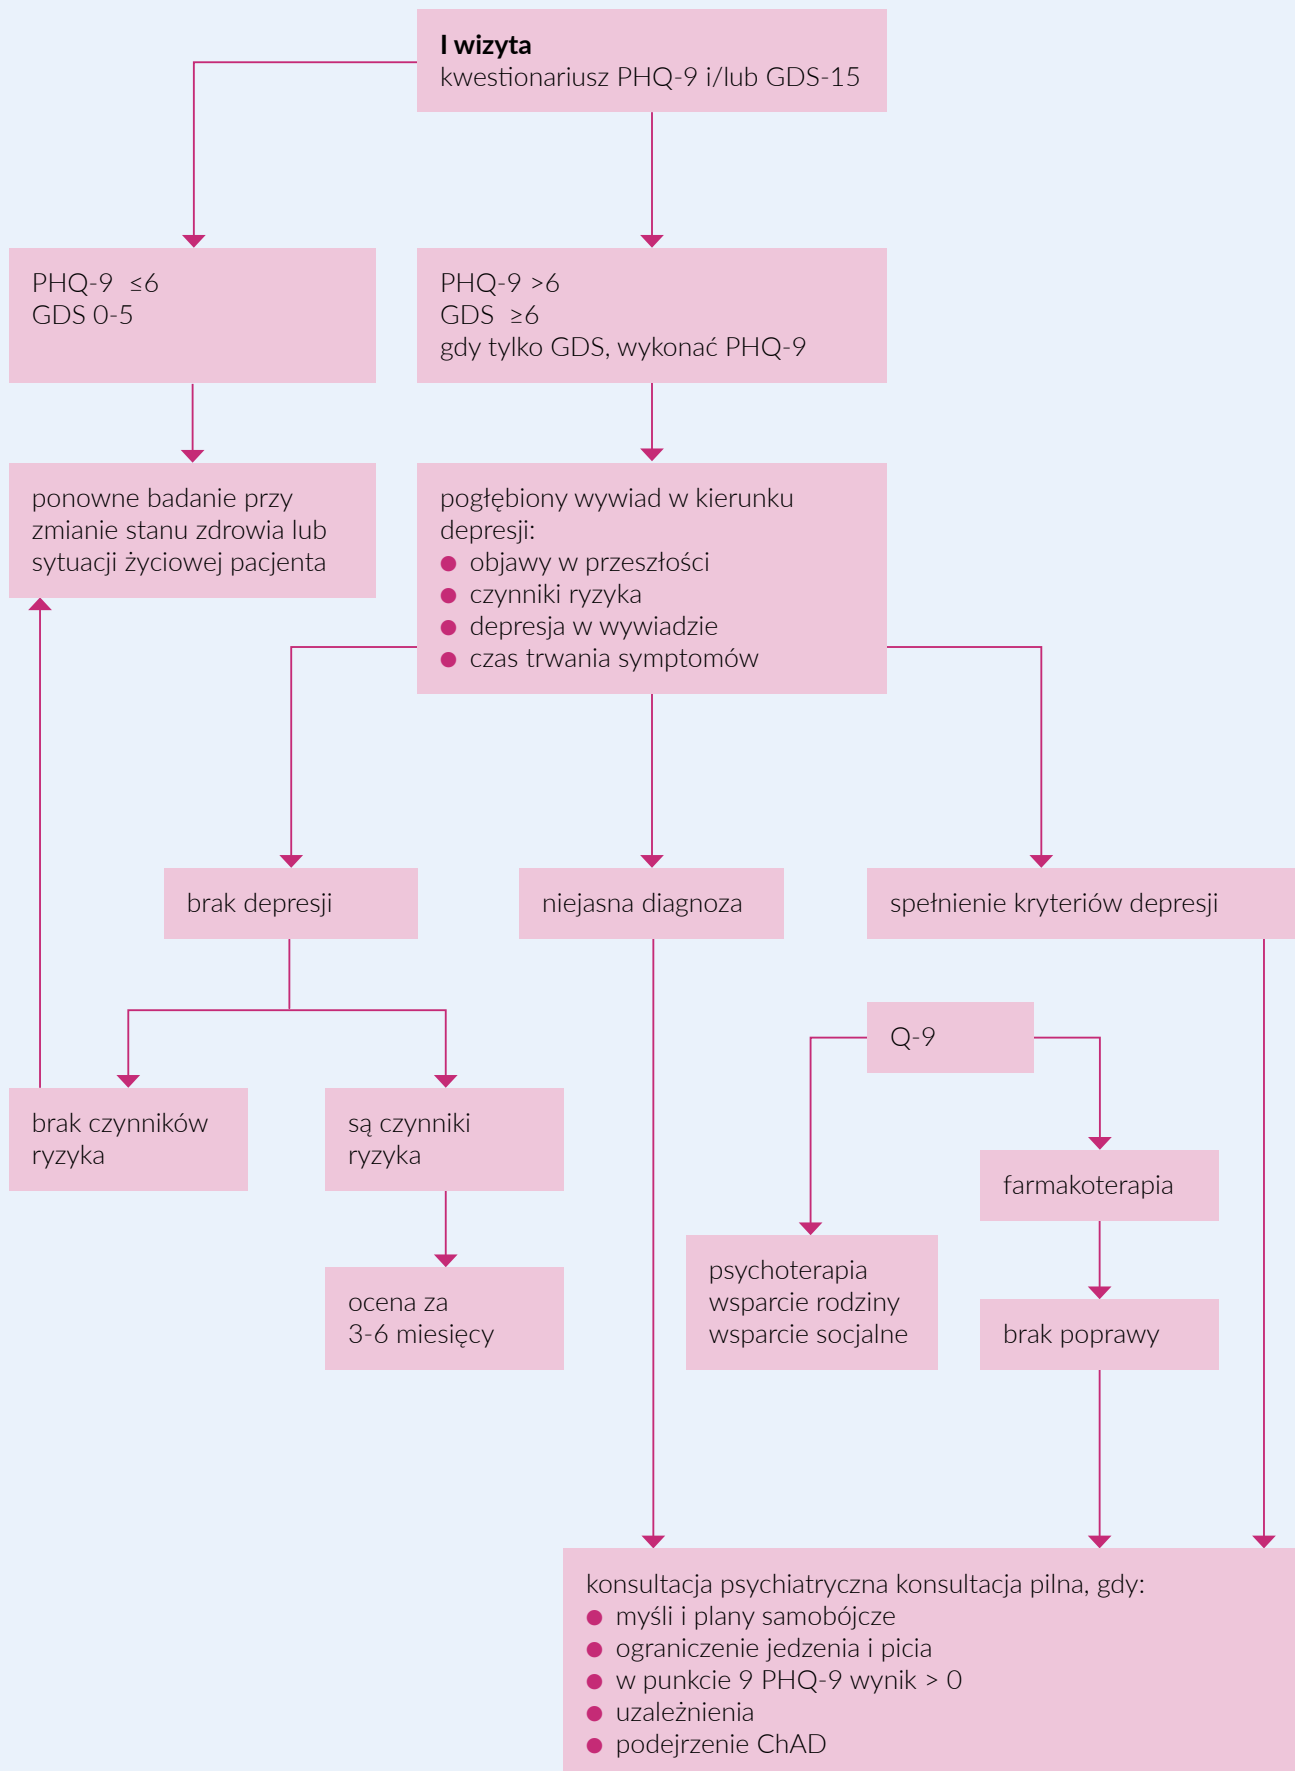 I wizyta
kwestionariusz PHQ-9 i/lub GDS-15
PHQ-9 ≤6
GDS 0-5
PHQ-9 >6
GDS ≥6
gdy tylko GDS, wykonać PHQ-9
ponowne badanie przy
zmianie stanu zdrowia lub
sytuacji życiowej pacjenta
pogłębiony wywiad w kierunku
depresji:
● objawy w przeszłości
● czynniki ryzyka
● depresja w wywiadzie
● czas trwania symptomów
brak depresji
niejasna diagnoza
spełnienie kryteriów depresji
Q-9
brak czynników
ryzyka
są czynniki
ryzyka
farmakoterapia
psychoterapia
wsparcie rodziny
wsparcie socjalne
ocena za
3-6 miesięcy
brak poprawy
konsultacja psychiatryczna konsultacja pilna, gdy:
● myśli i plany samobójcze
● ograniczenie jedzenia i picia
● w punkcie 9 PHQ-9 wynik > 0
● uzależnienia
● podejrzenie ChAD